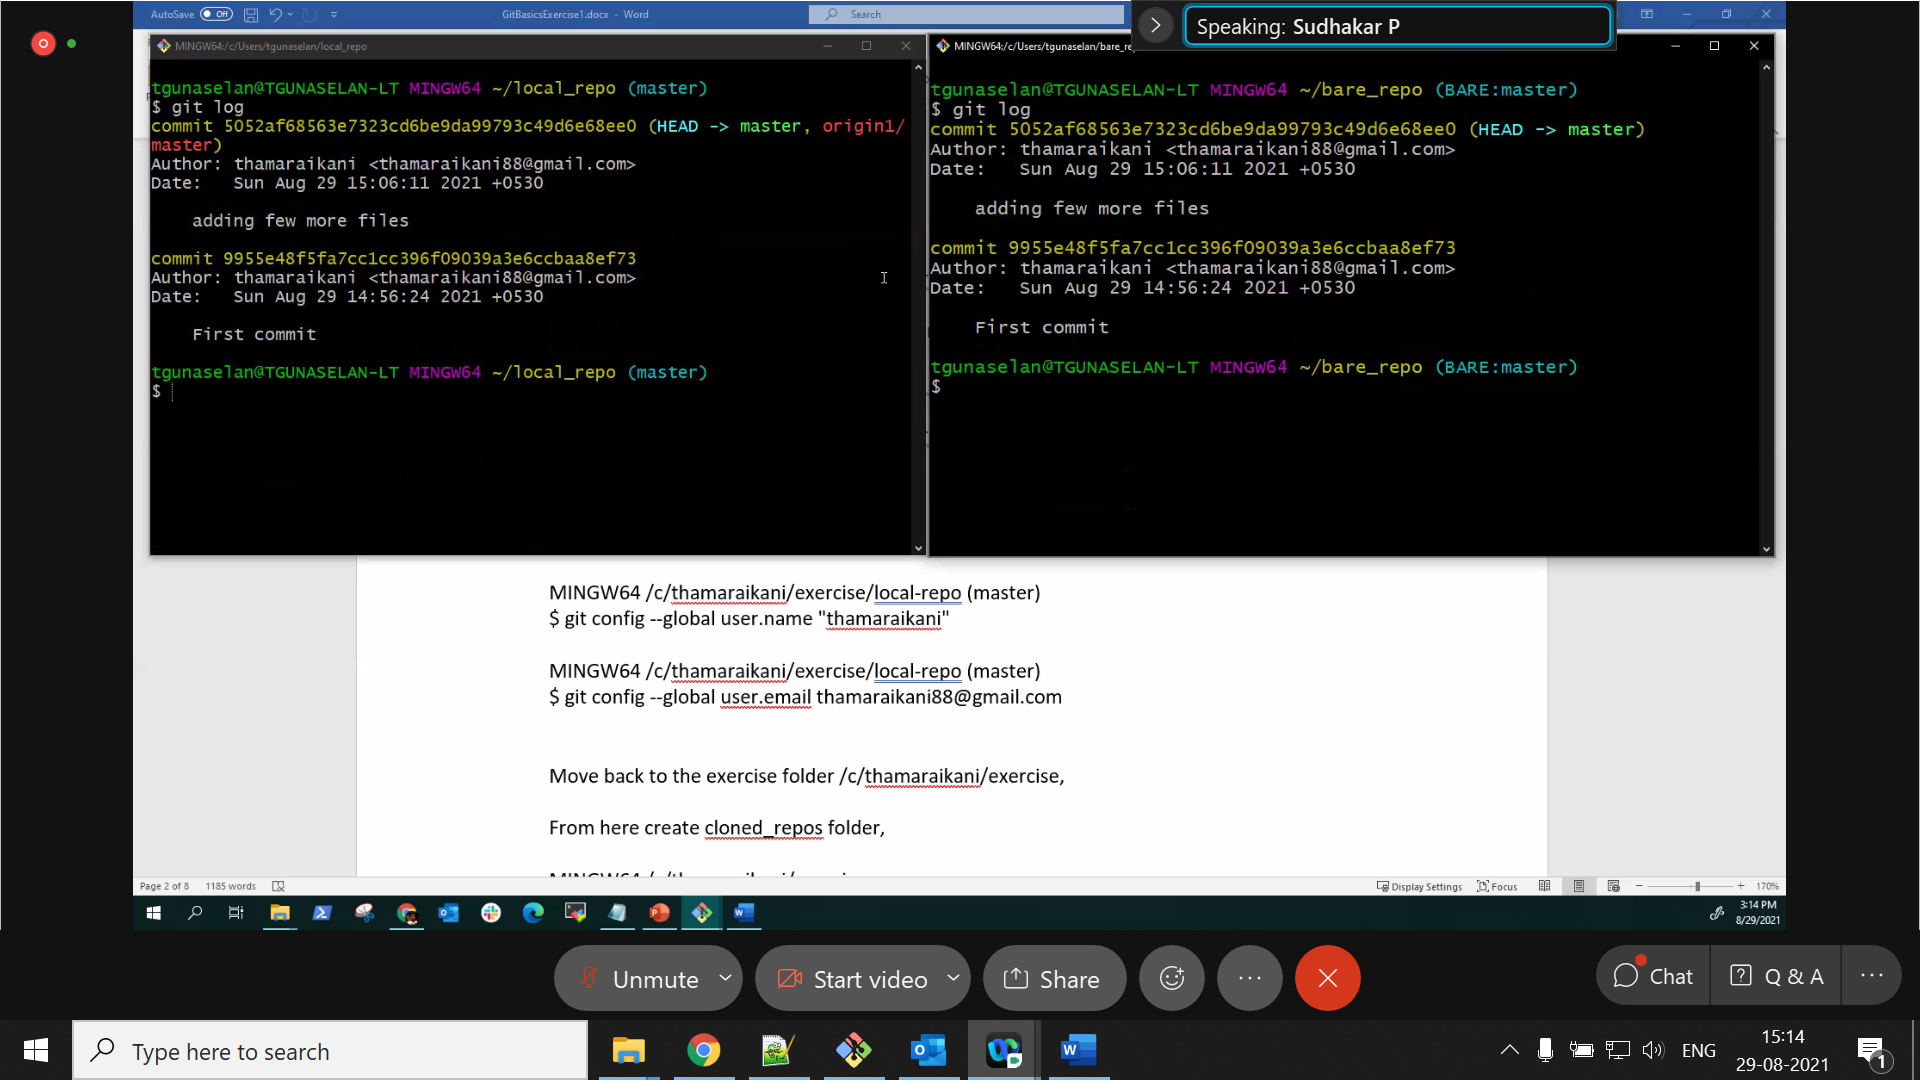 AutoSave Off
GitBasicsExercise1.docx - Word
Search
Speaking: Sudhakar P
MINGW64:/c/Users/tgunaselan/local_repo
tgunaselan@TGUNASELAN-LT MINGW64 ~/local_repo (master)
$ git log
commit 5052af68563e7323cd6be9da99793c49d6e68ee0 (HEAD -> master, origin1/
master)
Author: thamaraikani <thamaraikani88@gmail.com>
Date:   Sun Aug 29 15:06:11 2021 +0530
adding few more files
commit 9955e48f5fa7cc1cc396f09039a3e6ccbaa8ef73
Author: thamaraikani <thamaraikani88@gmail.com>
Date:   Sun Aug 29 14:56:24 2021 +0530
First commit
tgunaselan@TGUNASELAN-LT MINGW64 ~/local_repo (master)
$
MINGW64:/c/Users/tgunaselan/bare_re
tgunaselan@TGUNASELAN-LT MINGW64 ~/bare_repo (BARE:master)
$ git log
commit 5052af68563e7323cd6be9da99793c49d6e68ee0 (HEAD -> master)
Author: thamaraikani <thamaraikani88@gmail.com>
Date:   Sun Aug 29 15:06:11 2021 +0530
adding few more files
commit 9955e48f5fa7cc1cc396f09039a3e6ccbaa8ef73
Author: thamaraikani <thamaraikani88@gmail.com>
Date:   Sun Aug 29 14:56:24 2021 +0530
First commit
tgunaselan@TGUNASELAN-LT MINGW64 ~/bare_repo (BARE:master)
$
MINGW64 /c/thamaraikani/exercise/local-repo (master)
$ git config --global user.name "thamaraikani"
MINGW64 /c/thamaraikani/exercise/local-repo (master)
$ git config --global user.email thamaraikani88@gmail.com
Move back to the exercise folder /c/thamaraikani/exercise,
From here create cloned_repos folder,
Page 2 of 8 1185 words
Display Settings Focus 170%
3:14 PM
8/29/2021
Unmute
Start video
Share
Chat
Q & A
Type here to search
ENG
15:14
29-08-2021
1